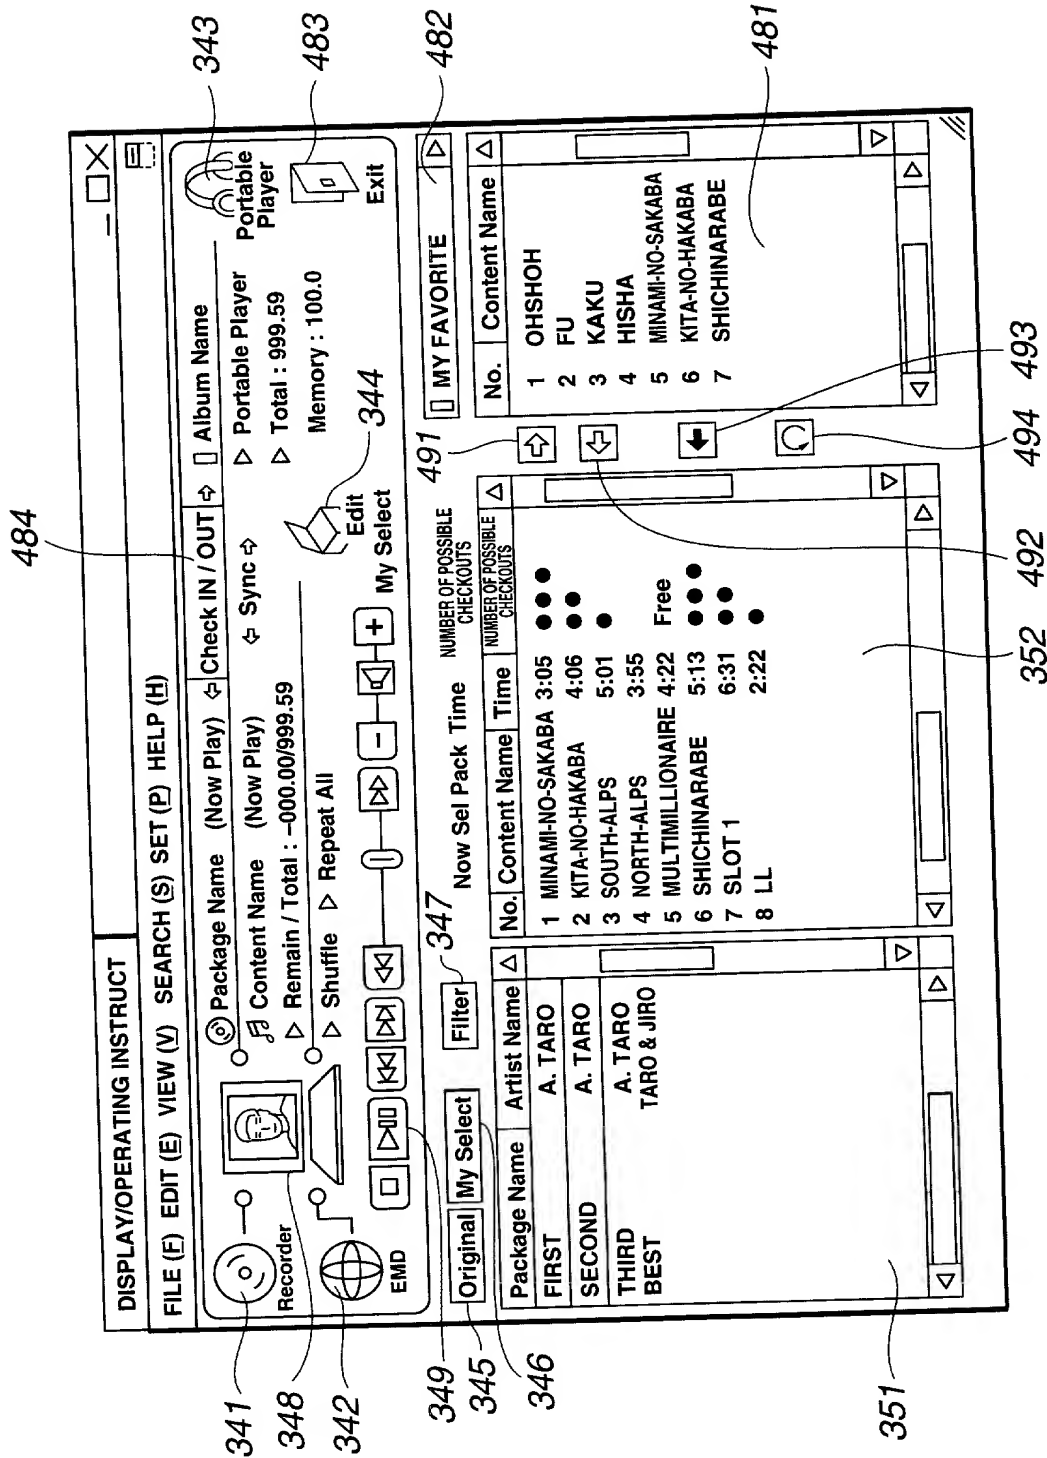 484
343
483
482
481
DISPLAY/OPERATING INSTRUCT
FILE (F) EDIT (E) VIEW (V) SEARCH (S) SET (P) HELP (H)
341
Recorder
348
342
EMD
Package Name (Now Play)
Content Name (Now Play)
Remain / Total : –000.00/999.59
Shuffle ▷ Repeat All
Check IN / OUT
Sync
Album Name
Portable Player
Total : 999.59
Memory : 100.0
Portable
Player
Exit
344
Edit
My Select
349
345
346
Original
My Select
Filter
347
Now Sel Pack Time
NUMBER OF POSSIBLE
CHECKOUTS
491
MY FAVORITE
Package Name Artist Name
FIRST A. TARO
SECOND A. TARO
THIRD A. TARO
BEST TARO & JIRO
351
No. Content Name Time NUMBER OF POSSIBLE
CHECKOUTS
1 MINAMI-NO-SAKABA 3:05 ●●●
2 KITA-NO-HAKABA 4:06 ●●
3 SOUTH-ALPS 5:01 ●
4 NORTH-ALPS 3:55
5 MULTIMILLIONAIRE 4:22 Free
6 SHICHINARABE 5:13 ●●●
7 SLOT 1 6:31 ●●
8 LL 2:22 ●
352
492
494
493
No. Content Name
1 OHSHOH
2 FU
3 KAKU
4 HISHA
5 MINAMI-NO-SAKABA
6 KITA-NO-HAKABA
7 SHICHINARABE